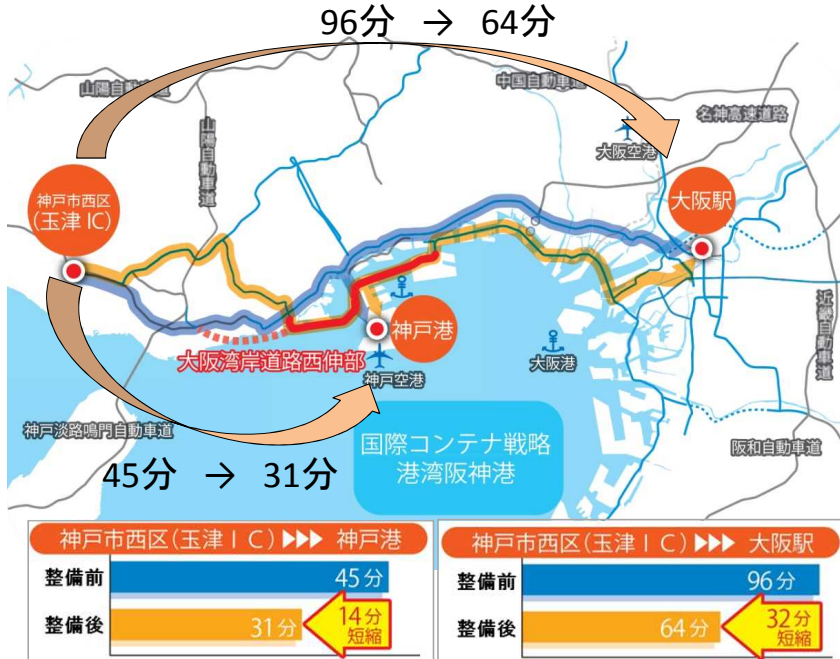 96分 → 64分
山陽自動車道
中国自動車道
名神高速道路
山陽自動車道
大阪空港
神戸市西区
(玉津IC)
大阪駅
神戸港
大阪湾岸道路西伸部
神戸空港
大阪港
近畿自動車道
神戸淡路鳴門自動車道
国際コンテナ戦略
港湾阪神港
阪和自動車道
45分 → 31分
神戸市西区(玉津IC)▶▶▶ 神戸港
整備前
45分
整備後
31分
14分
短縮
神戸市西区(玉津IC)▶▶▶ 大阪駅
整備前
96分
整備後
64分
32分
短縮